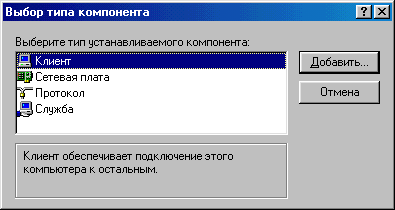 Выбор типа компонента
Выберите тип устанавливаемого компонента:
Клиент
Сетевая плата
Протокол
Служба
Добавить...
Отмена
Клиент обеспечивает подключение этого
компьютера к остальным.